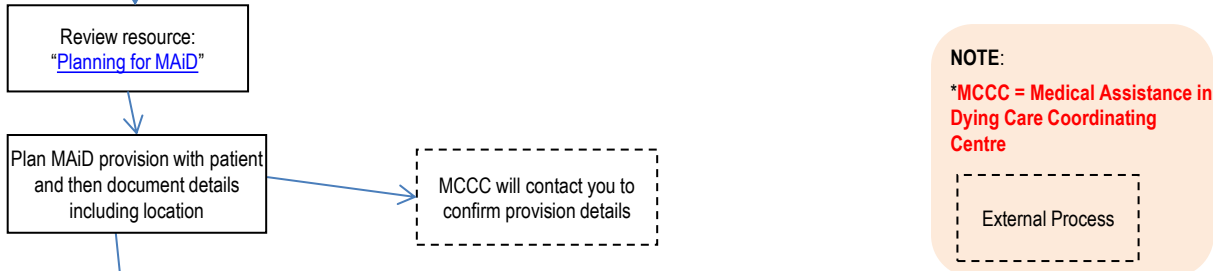 Review resource:
“Planning for MAiD”
Plan MAiD provision with patient
and then document details
including location
MCCC will contact you to
confirm provision details
NOTE:
*MCCC = Medical Assistance in
Dying Care Coordinating
Centre
External Process